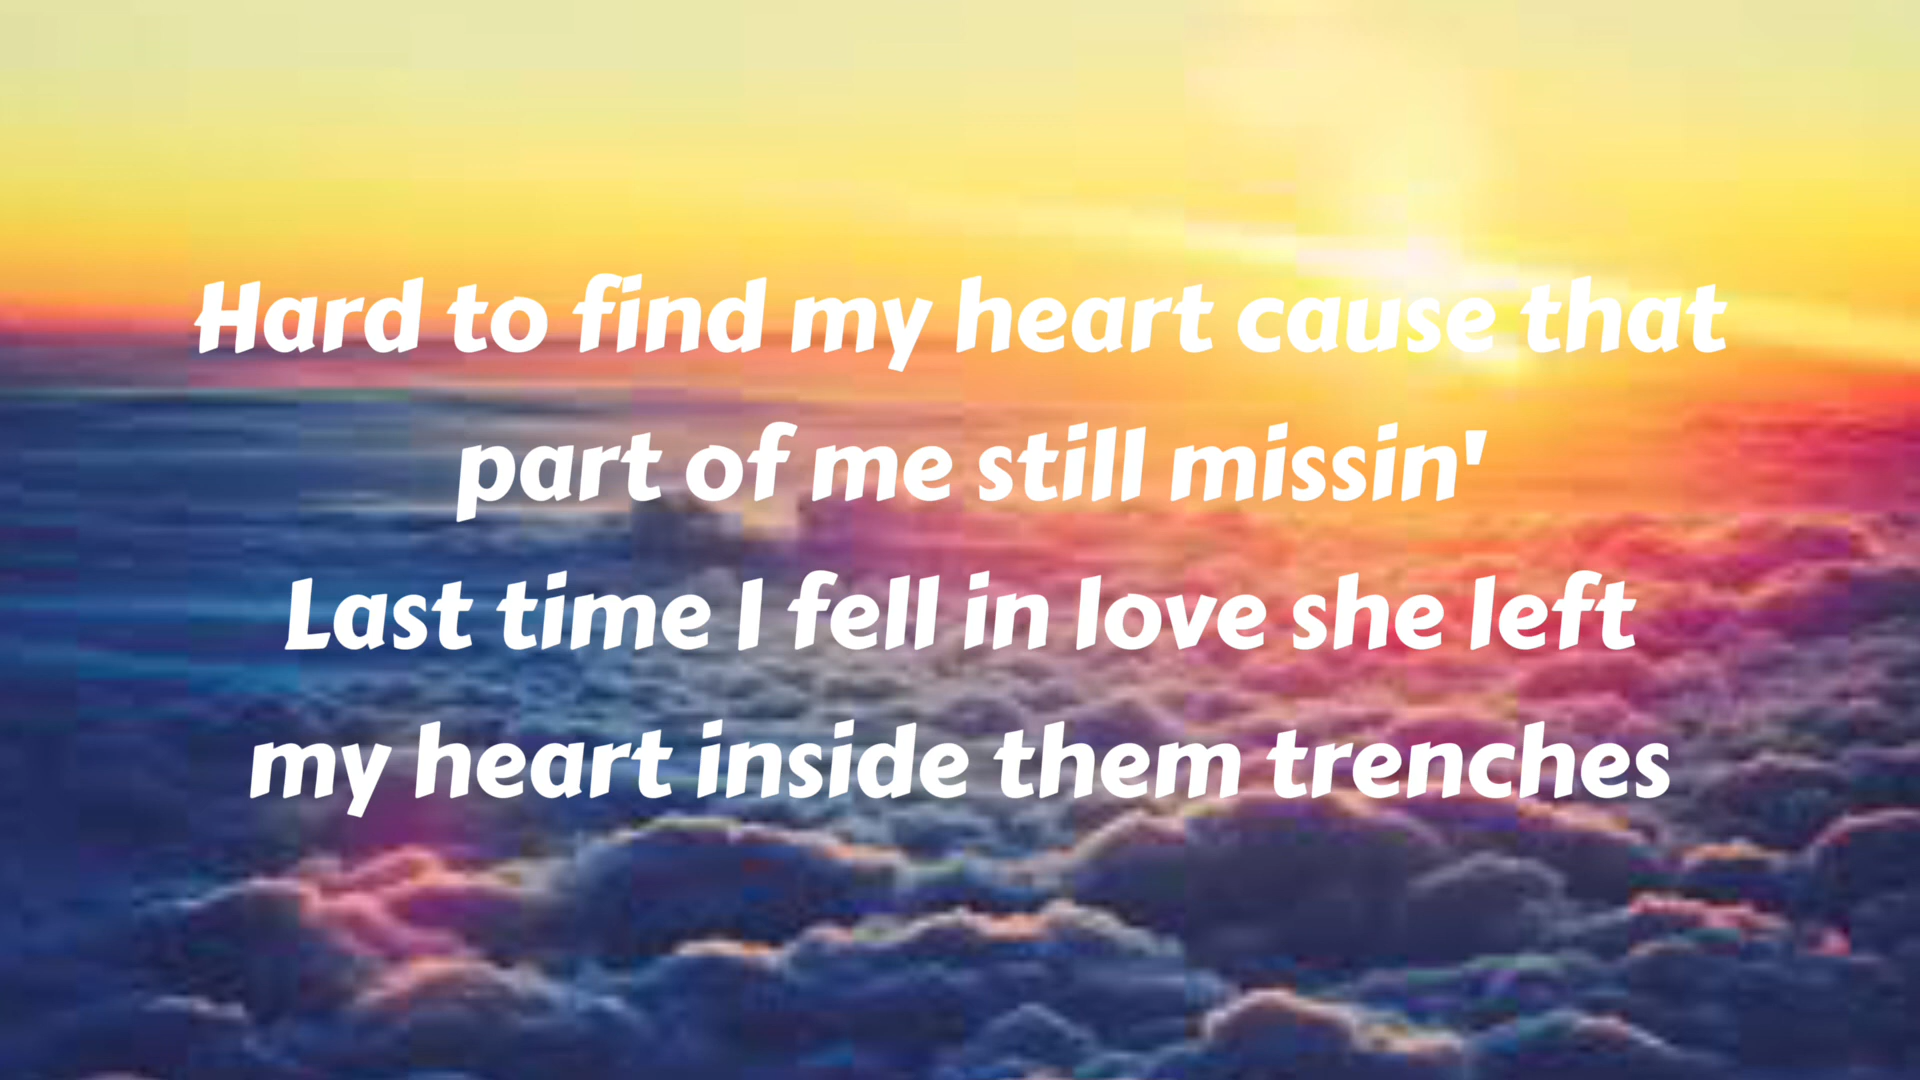 Hard to find my heart cause that
part of me still missin'
Last time I fell in love she left
my heart inside them trenches